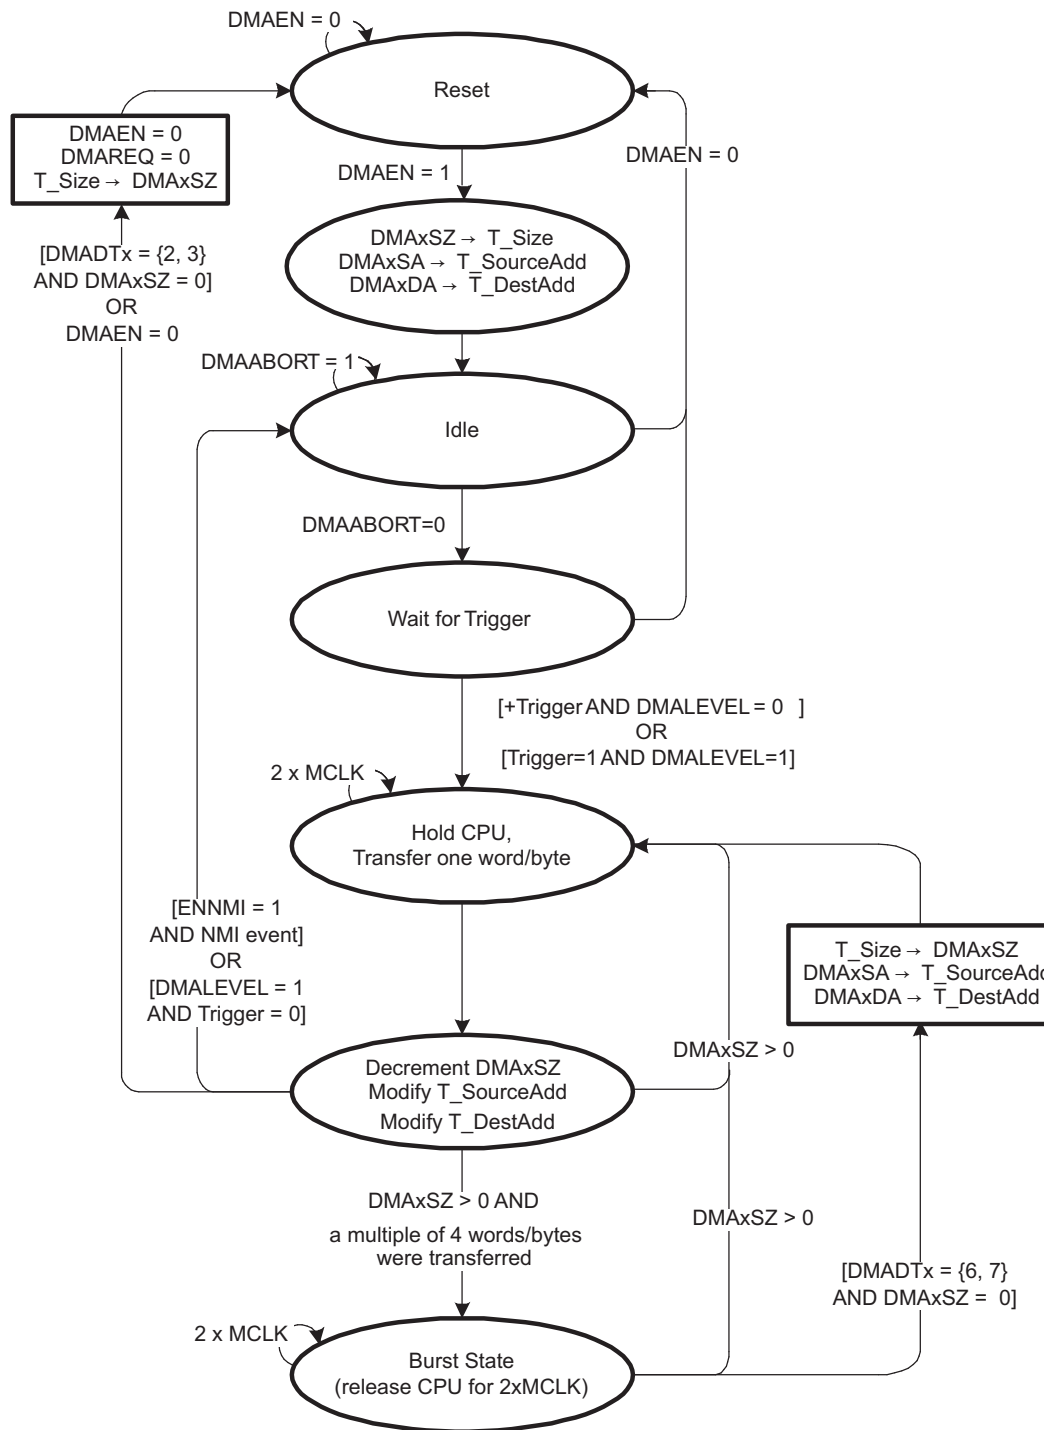 DMAEN = 0
Reset
DMAEN = 0
DMAREQ = 0
T_Size → DMAxSZ
DMAEN = 0
DMAEN = 1
[DMADTx = {2, 3}
AND DMAxSZ = 0]
OR
DMAEN = 0
DMAxSZ → T_Size
DMAxSA → T_SourceAdd
DMAxDA → T_DestAdd
DMAABORT = 1
Idle
DMAABORT=0
Wait for Trigger
[+Trigger AND DMALEVEL = 0 ]
OR
[Trigger=1 AND DMALEVEL=1]
2 x MCLK
Hold CPU,
Transfer one word/byte
[ENNMI = 1
AND NMI event]
OR
[DMALEVEL = 1
AND Trigger = 0]
T_Size → DMAxSZ
DMAxSA → T_SourceAdd
DMAxDA → T_DestAdd
DMAxSZ > 0
Decrement DMAxSZ
Modify T_SourceAdd
Modify T_DestAdd
DMAxSZ > 0 AND
a multiple of 4 words/bytes
were transferred
DMAxSZ > 0
[DMADTx = {6, 7}
AND DMAxSZ = 0]
2 x MCLK
Burst State
(release CPU for 2xMCLK)